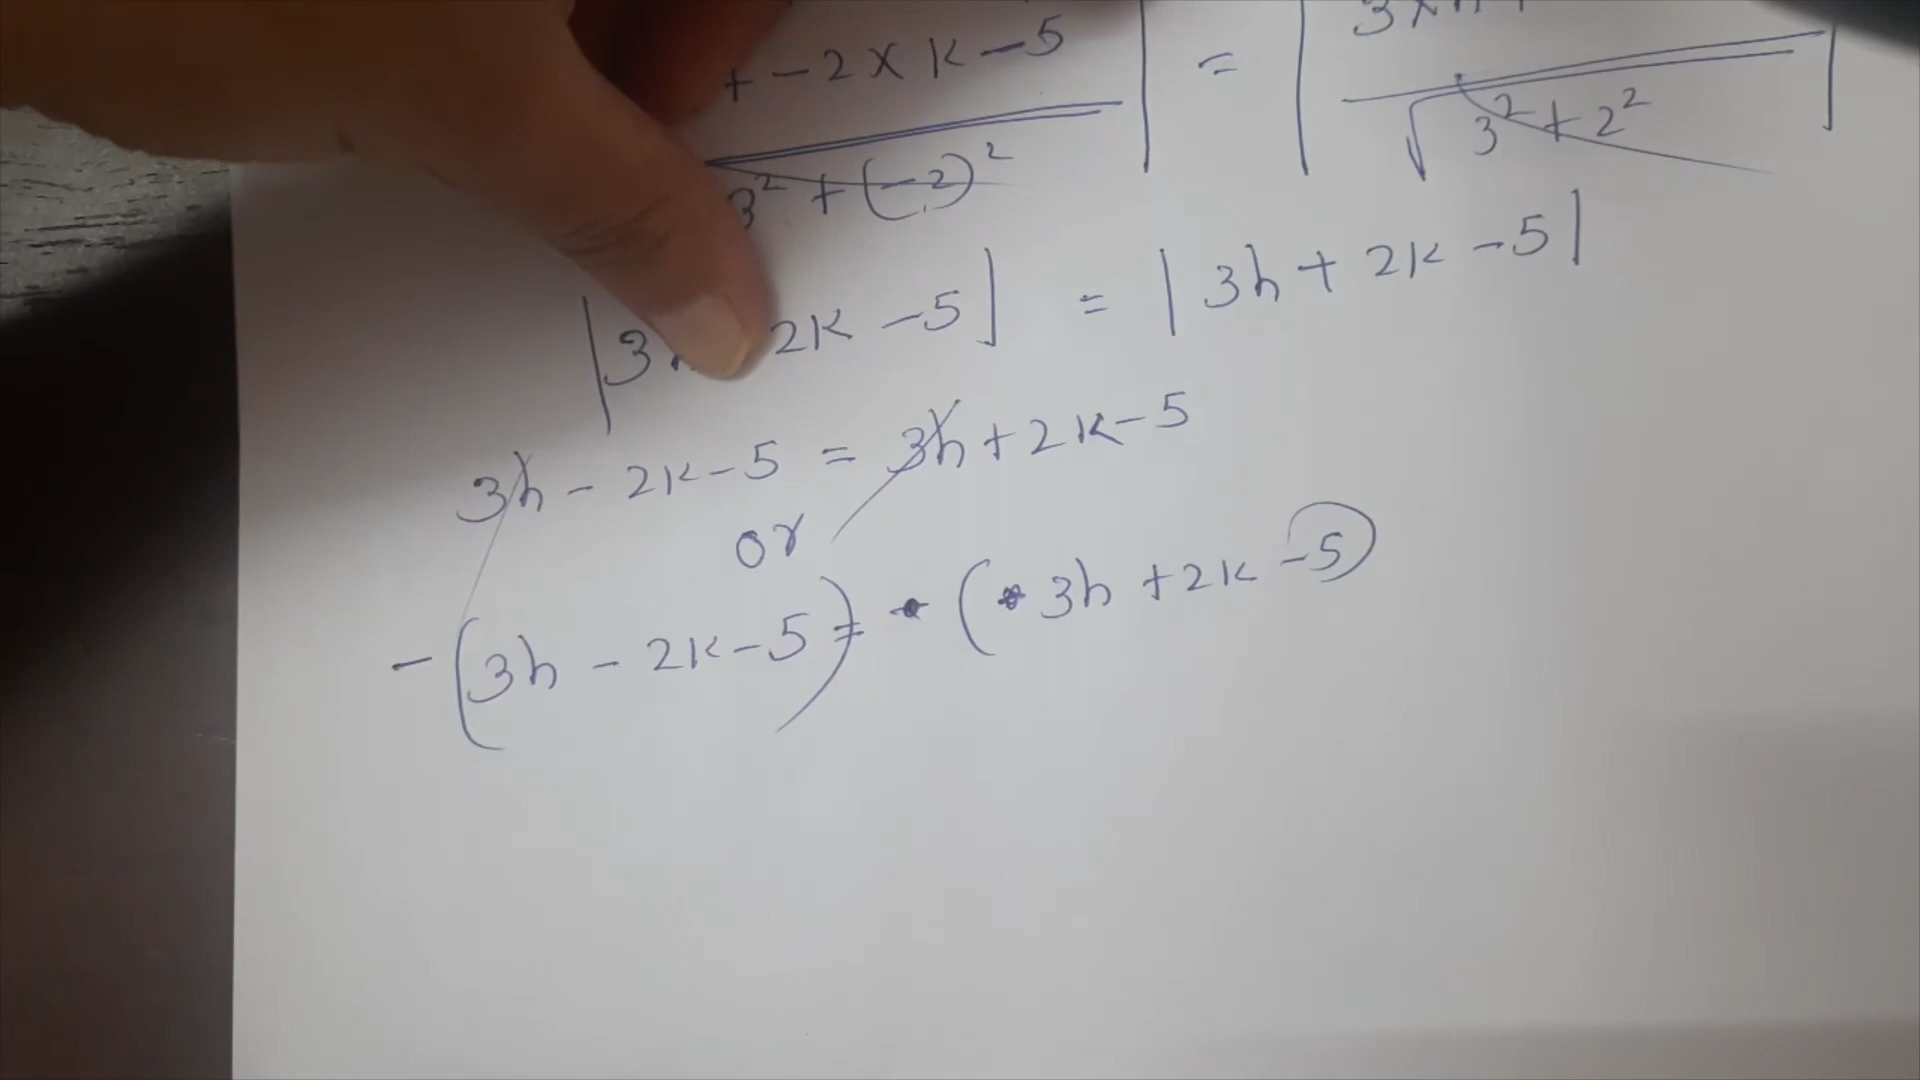 + -2 x k - 5 = 3 x
3² + (-2)² √3² + 2²
|3 2k - 5| = |3h + 2k - 5|
3h - 2k - 5 = 3h + 2k - 5
or
-(3h - 2k - 5) = (3h + 2k - 5)